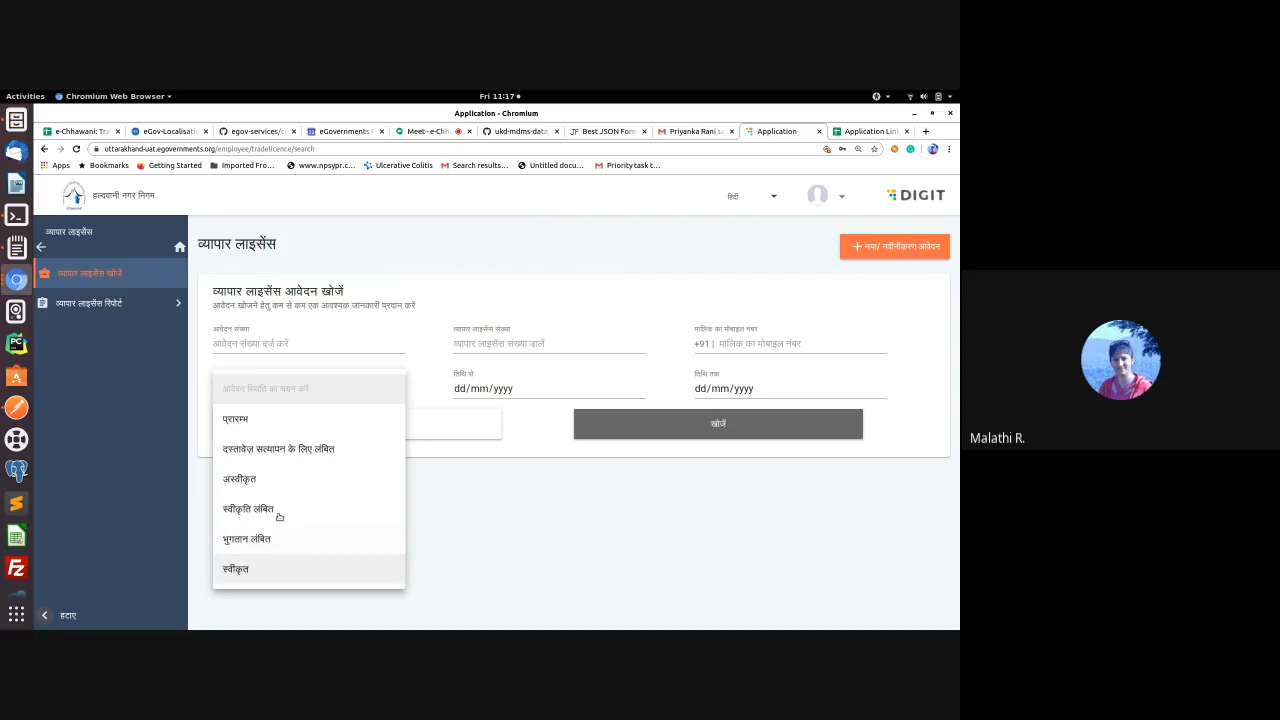 Activities Chromium Web Browser Fri 11:17
Application - Chromium
e-Chhawani: Tra eGov-Localisatio egov-services/c eGovernments F Meet - e-Chh ukd-mdms-data, JF Best JSON Form Priyanka Rani sa Application Application Link
uttarakhand-uat.egovernments.org/employee/tradelicence/search
Apps Bookmarks Getting Started Imported Fro... www.npsypr.c... Ulcerative Colitis Search results... Untitled docu... Priority task t...
हल्दवानी नगर निगम
हिंदी
DIGIT
व्यापार लाइसेंस
व्यापार लाइसेंस खोजें
व्यापार लाइसेंस रिपोर्ट
हटाए
व्यापार लाइसेंस
+ नया/ नवीनीकरण आवेदन
व्यापार लाइसेंस आवेदन खोजें
आवेदन खोजने हेतु कम से कम एक आवश्यक जानकारी प्रदान करें
आवेदन संख्या व्यापार लाइसेंस संख्या मालिक का मोबाइल नंबर
आवेदन संख्या दर्ज करें व्यापार लाइसेंस संख्या डालें +91 | मालिक का मोबाइल नंबर
तिथि से तिथि तक
dd/mm/yyyy dd/mm/yyyy
खोजें
आवेदन स्थिति का चयन करें
प्रारम्भ
दस्तावेज़ सत्यापन के लिए लंबित
अस्वीकृत
स्वीकृति लंबित
भुगतान लंबित
स्वीकृत
Malathi R.